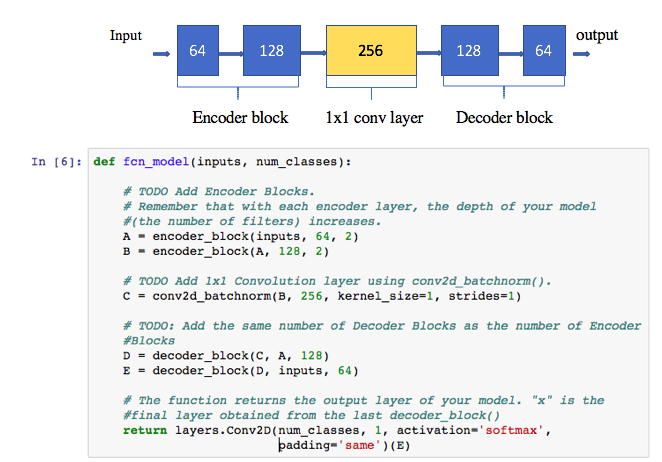 Input
output
64
128
256
128
64
Encoder block
1x1 conv layer
Decoder block
In [6]: def fcn_model(inputs, num_classes):
# TODO Add Encoder Blocks.
# Remember that with each encoder layer, the depth of your model
#(the number of filters) increases.
A = encoder_block(inputs, 64, 2)
B = encoder_block(A, 128, 2)
# TODO Add 1x1 Convolution layer using conv2d_batchnorm().
C = conv2d_batchnorm(B, 256, kernel_size=1, strides=1)
# TODO: Add the same number of Decoder Blocks as the number of Encoder
#Blocks
D = decoder_block(C, A, 128)
E = decoder_block(D, inputs, 64)
# The function returns the output layer of your model. "x" is the
#final layer obtained from the last decoder_block()
return layers.Conv2D(num_classes, 1, activation='softmax',
padding='same')(E)